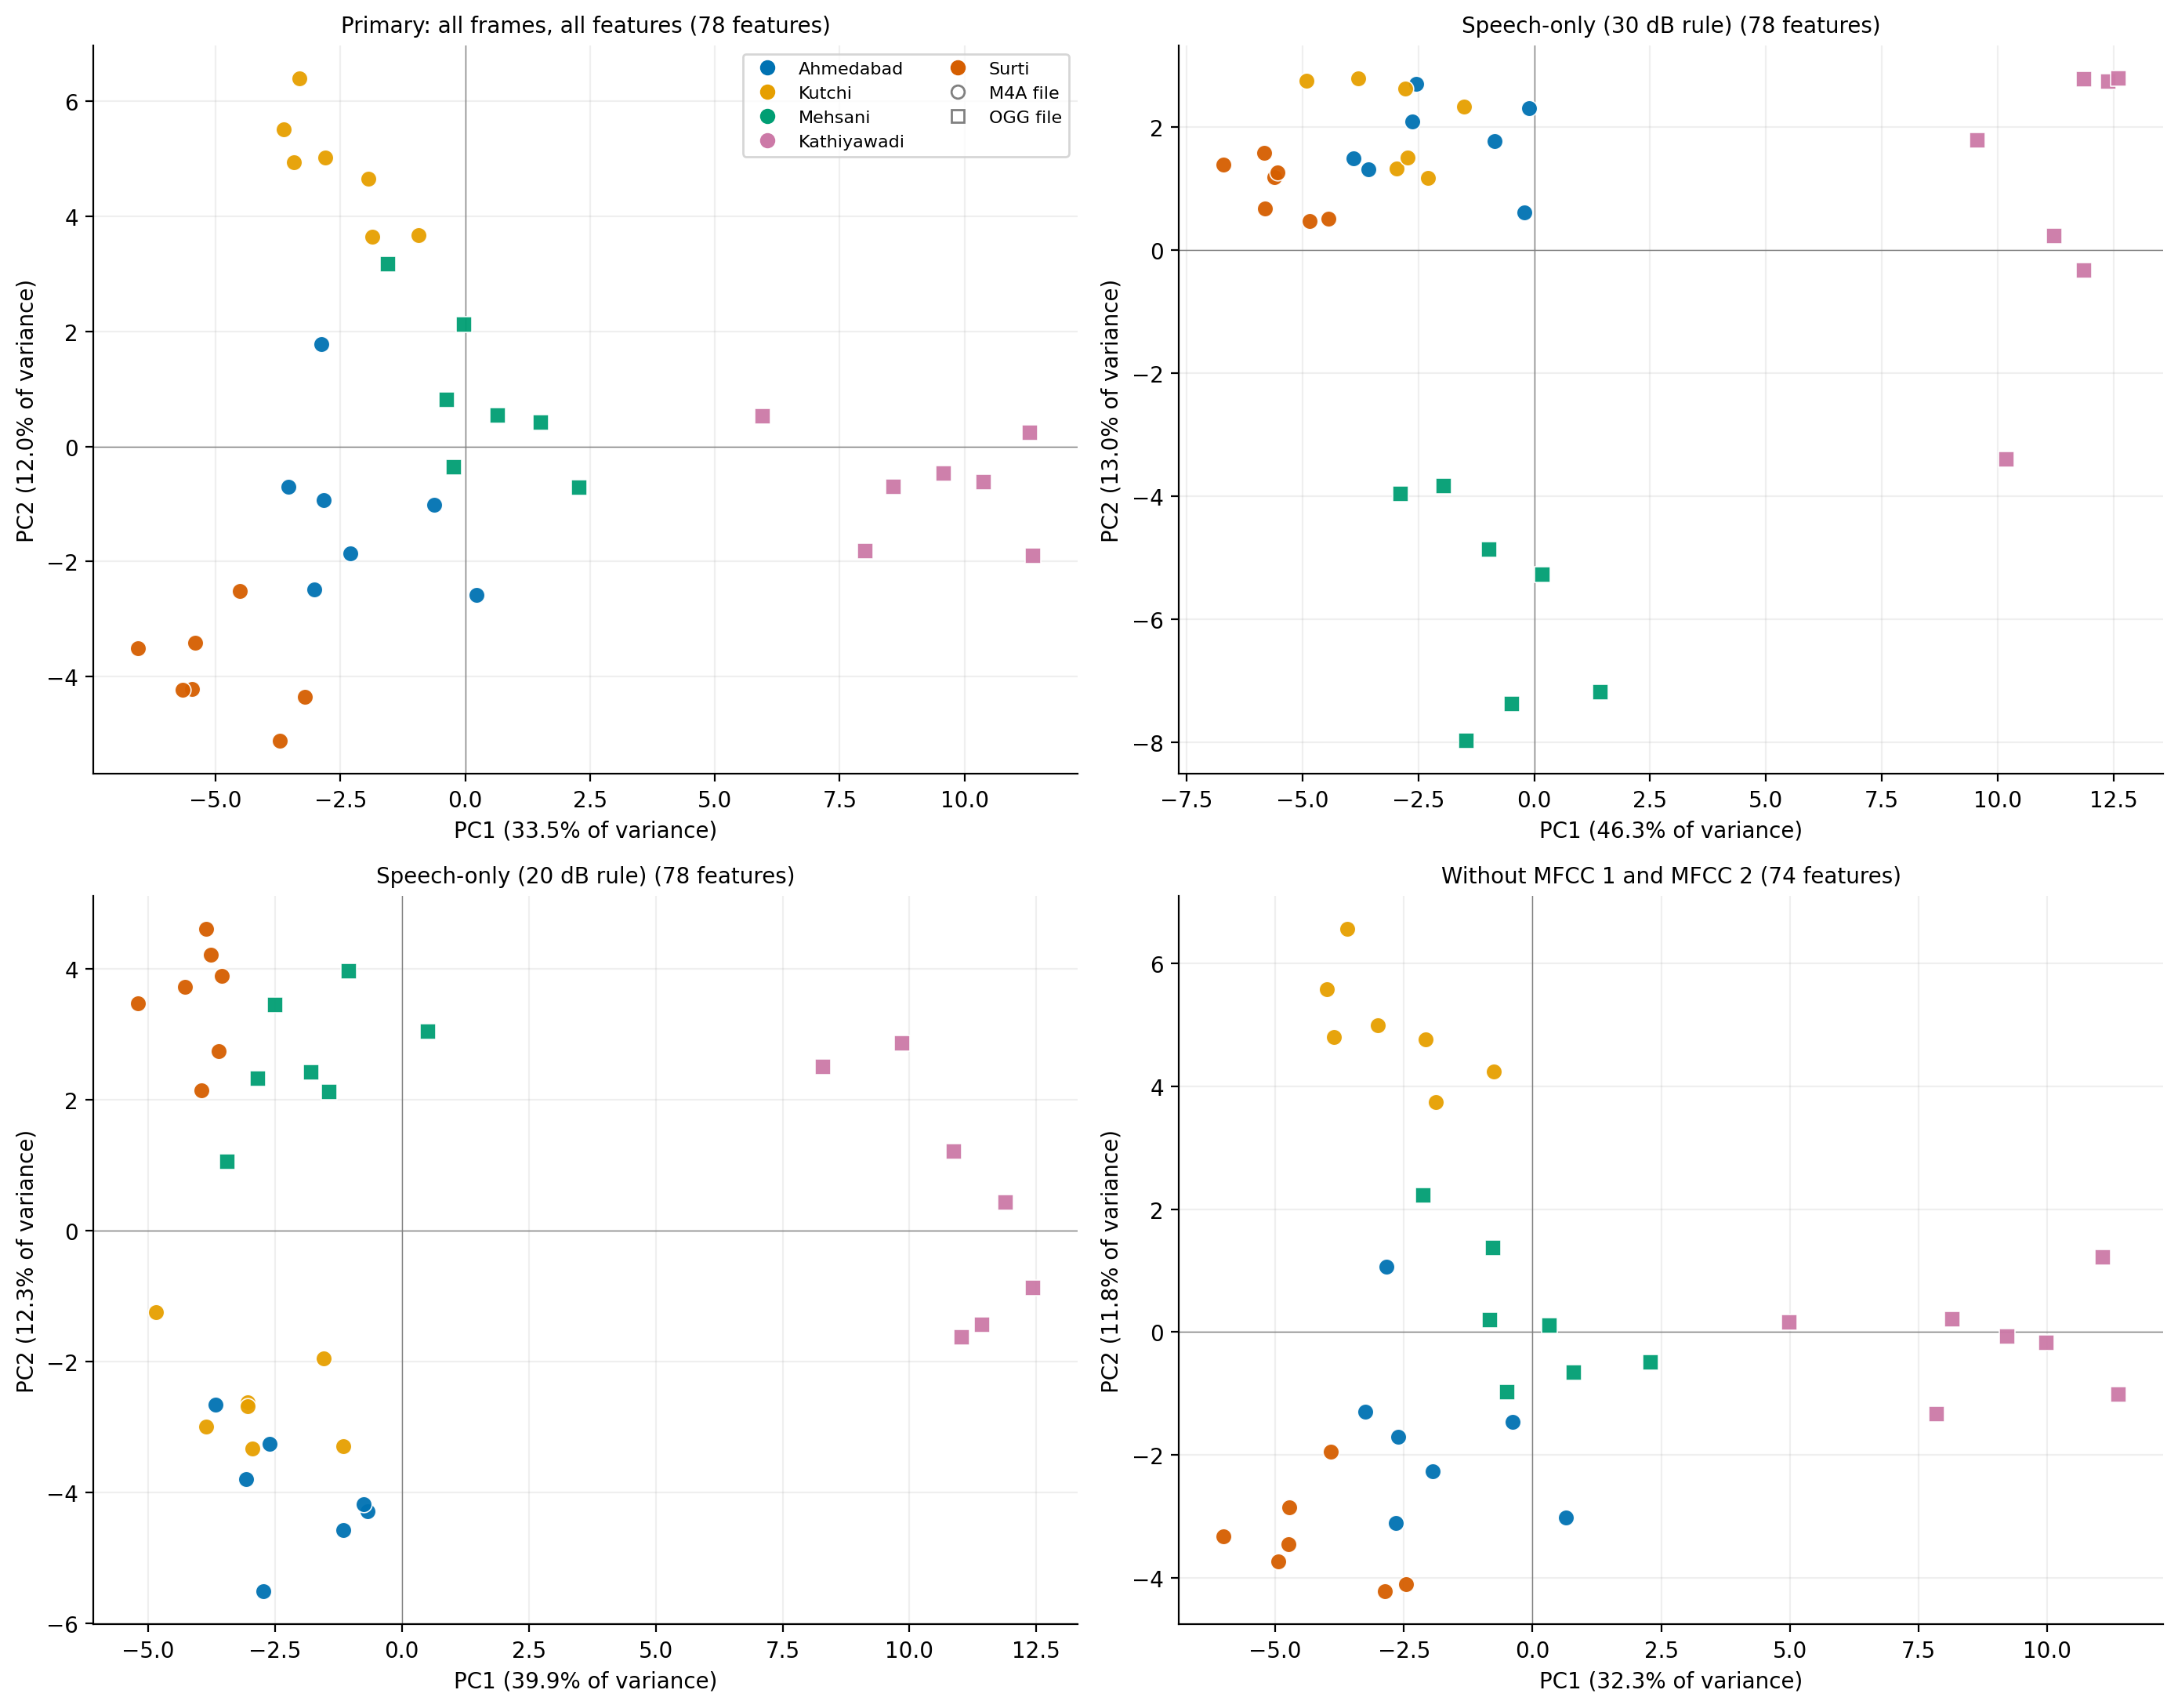 Primary: all frames, all features (78 features)
Ahmedabad
Kutchi
Mehsani
Kathiyawadi
Surti
M4A file
OGG file
6
4
2
0
−2
−4
PC2 (12.0% of variance)
−5.0 −2.5 0.0 2.5 5.0 7.5 10.0
PC1 (33.5% of variance)
Speech-only (30 dB rule) (78 features)
2
0
−2
−4
−6
−8
PC2 (13.0% of variance)
−7.5 −5.0 −2.5 0.0 2.5 5.0 7.5 10.0 12.5
PC1 (46.3% of variance)
Speech-only (20 dB rule) (78 features)
4
2
0
−2
−4
−6
PC2 (12.3% of variance)
−5.0 −2.5 0.0 2.5 5.0 7.5 10.0 12.5
PC1 (39.9% of variance)
Without MFCC 1 and MFCC 2 (74 features)
6
4
2
0
−2
−4
PC2 (11.8% of variance)
−5.0 −2.5 0.0 2.5 5.0 7.5 10.0
PC1 (32.3% of variance)